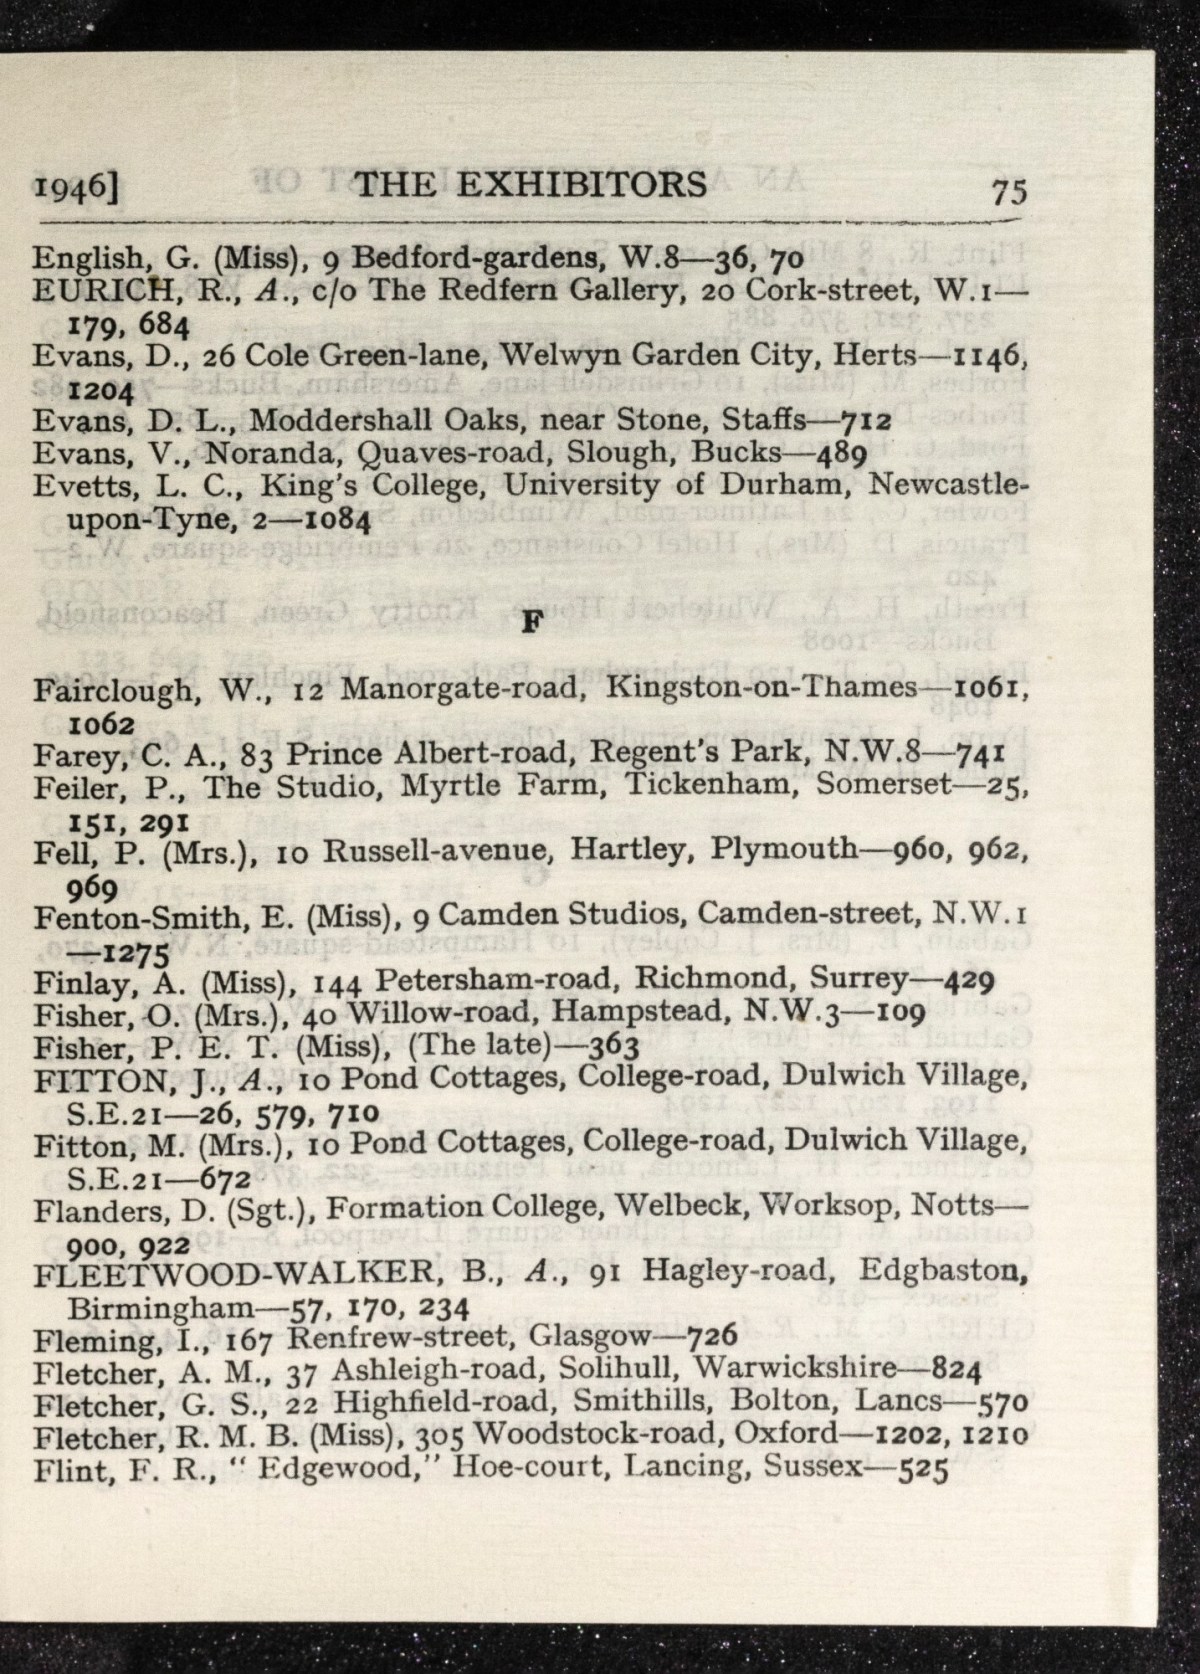 1946] THE EXHIBITORS 75
English, G. (Miss), 9 Bedford-gardens, W.8—36, 70
EURICH, R., A., c/o The Redfern Gallery, 20 Cork-street, W.1—
179, 684
Evans, D., 26 Cole Green-lane, Welwyn Garden City, Herts—1146,
1204
Evans, D. L., Moddershall Oaks, near Stone, Staffs—712
Evans, V., Noranda, Quaves-road, Slough, Bucks—489
Evetts, L. C., King's College, University of Durham, Newcastle-
upon-Tyne, 2—1084
F
Fairclough, W., 12 Manorgate-road, Kingston-on-Thames—1061,
1062
Farey, C. A., 83 Prince Albert-road, Regent's Park, N.W.8—741
Feiler, P., The Studio, Myrtle Farm, Tickenham, Somerset—25,
151, 291
Fell, P. (Mrs.), 10 Russell-avenue, Hartley, Plymouth—960, 962,
969
Fenton-Smith, E. (Miss), 9 Camden Studios, Camden-street, N.W.1
—1275
Finlay, A. (Miss), 144 Petersham-road, Richmond, Surrey—429
Fisher, O. (Mrs.), 40 Willow-road, Hampstead, N.W.3—109
Fisher, P. E. T. (Miss), (The late)—363
FITTON, J., A., 10 Pond Cottages, College-road, Dulwich Village,
S.E.21—26, 579, 710
Fitton, M. (Mrs.), 10 Pond Cottages, College-road, Dulwich Village,
S.E.21—672
Flanders, D. (Sgt.), Formation College, Welbeck, Worksop, Notts—
900, 922
FLEETWOOD-WALKER, B., A., 91 Hagley-road, Edgbaston,
Birmingham—57, 170, 234
Fleming, I., 167 Renfrew-street, Glasgow—726
Fletcher, A. M., 37 Ashleigh-road, Solihull, Warwickshire—824
Fletcher, G. S., 22 Highfield-road, Smithills, Bolton, Lancs—570
Fletcher, R. M. B. (Miss), 305 Woodstock-road, Oxford—1202, 1210
Flint, F. R., “ Edgewood,” Hoe-court, Lancing, Sussex—525